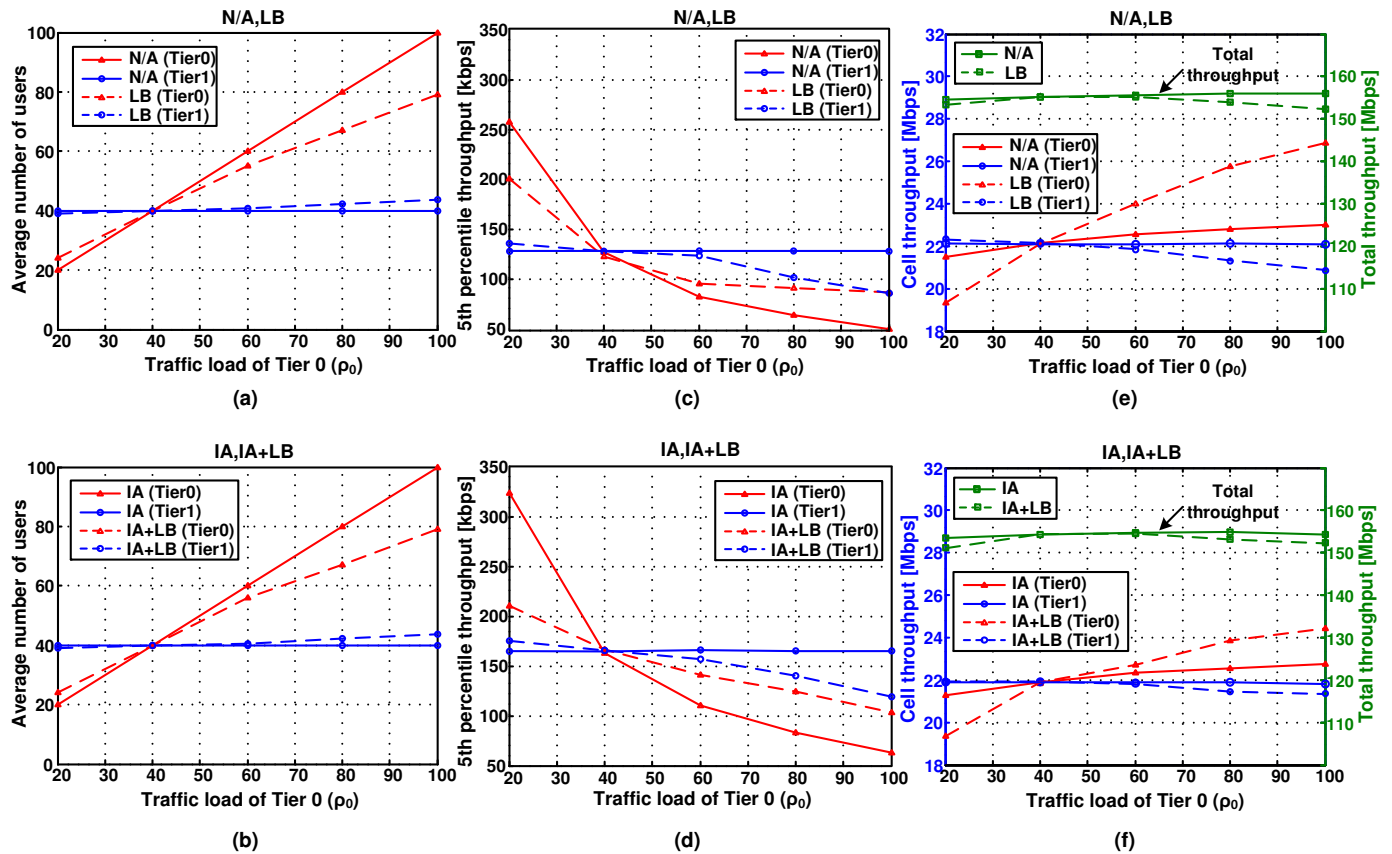 N/A,LB
Average number of users
100
80
60
40
20
0
N/A (Tier0)
N/A (Tier1)
LB (Tier0)
LB (Tier1)
20 30 40 50 60 70 80 90 100
Traffic load of Tier 0 (ρ₀)
(a)
5th percentile throughput [kbps]
350
300
250
200
150
100
50
N/A (Tier0)
N/A (Tier1)
LB (Tier0)
LB (Tier1)
20 30 40 50 60 70 80 90 100
Traffic load of Tier 0 (ρ₀)
(c)
N/A,LB
Cell throughput [Mbps]
32
30
28
26
24
22
20
18
N/A
LB
Total
throughput
N/A (Tier0)
N/A (Tier1)
LB (Tier0)
LB (Tier1)
170
160
150
140
130
120
110
Total throughput [Mbps]
20 30 40 50 60 70 80 90 100
Traffic load of Tier 0 (ρ₀)
(e)
IA,IA+LB
Average number of users
100
80
60
40
20
0
IA (Tier0)
IA (Tier1)
IA+LB (Tier0)
IA+LB (Tier1)
20 30 40 50 60 70 80 90 100
Traffic load of Tier 0 (ρ₀)
(b)
IA,IA+LB
5th percentile throughput [kbps]
350
300
250
200
150
100
50
IA (Tier0)
IA (Tier1)
IA+LB (Tier0)
IA+LB (Tier1)
20 30 40 50 60 70 80 90 100
Traffic load of Tier 0 (ρ₀)
(d)
IA,IA+LB
Cell throughput [Mbps]
32
30
28
26
24
22
20
18
IA
IA+LB
Total
throughput
IA (Tier0)
IA (Tier1)
IA+LB (Tier0)
IA+LB (Tier1)
170
160
150
140
130
120
110
Total throughput [Mbps]
20 30 40 50 60 70 80 90 100
Traffic load of Tier 0 (ρ₀)
(f)
N/A,LB